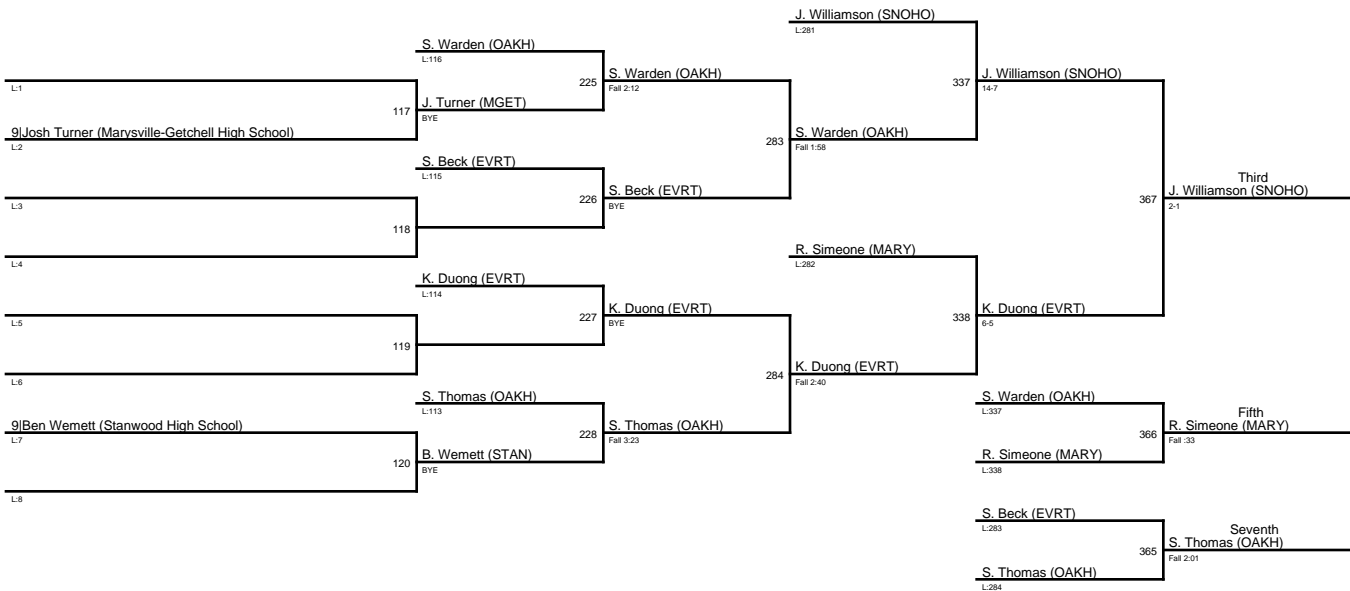 J. Williamson (SNOHO)
L:281
S. Warden (OAKH)
L:116
225
S. Warden (OAKH)
Fall 2:12
337
J. Williamson (SNOHO)
14-7
L:1
117
J. Turner (MGET)
BYE
9|Josh Turner (Marysville-Getchell High School)
L:2
283
S. Warden (OAKH)
Fall 1:58
S. Beck (EVRT)
L:115
226
S. Beck (EVRT)
BYE
L:3
367
Third
J. Williamson (SNOHO)
2-1
118
L:4
R. Simeone (MARY)
L:282
K. Duong (EVRT)
L:114
227
K. Duong (EVRT)
BYE
338
K. Duong (EVRT)
6-5
L:5
119
L:6
284
K. Duong (EVRT)
Fall 2:40
S. Thomas (OAKH)
L:113
S. Warden (OAKH)
L:337
9|Ben Wemett (Stanwood High School)
L:7
228
S. Thomas (OAKH)
Fall 3:23
366
Fifth
R. Simeone (MARY)
Fall :33
120
B. Wemett (STAN)
BYE
R. Simeone (MARY)
L:338
L:8
S. Beck (EVRT)
L:283
365
Seventh
S. Thomas (OAKH)
Fall 2:01
S. Thomas (OAKH)
L:284